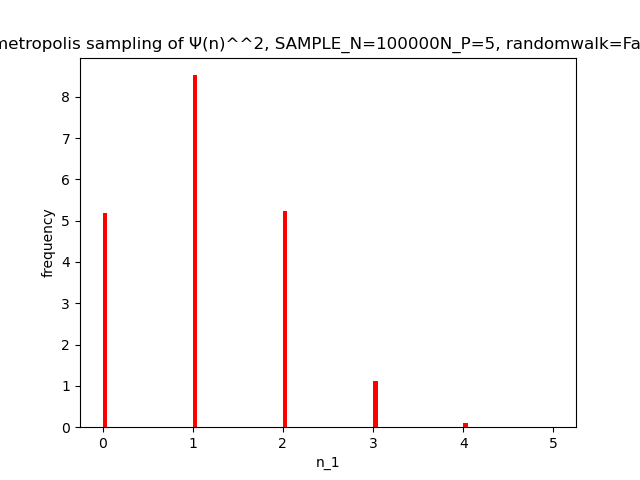 metropolis sampling of Ψ(n)^^2, SAMPLE_N=100000N_P=5, randomwalk=Fa
8
7
6
5
4
3
2
1
0
frequency
0 1 2 3 4 5
n_1